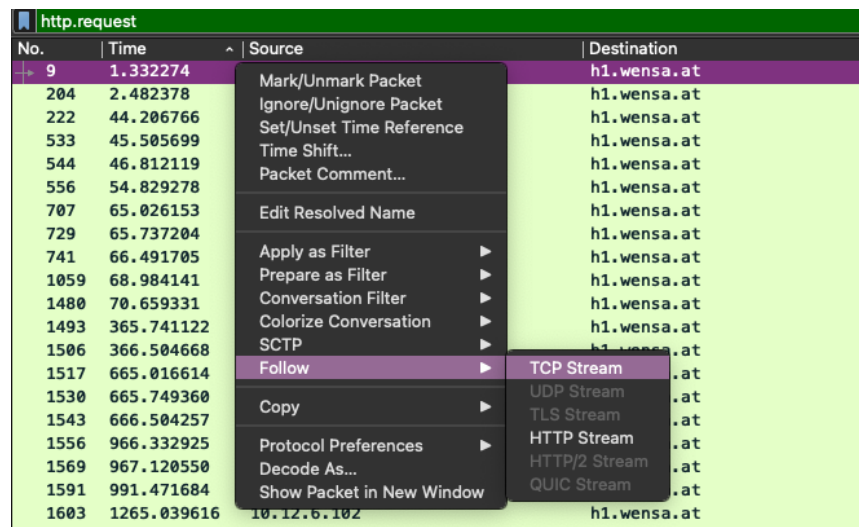 http.request
No. Time Source Destination
9 1.332274 h1.wensa.at
204 2.482378 h1.wensa.at
222 44.206766 h1.wensa.at
533 45.505699 h1.wensa.at
544 46.812119 h1.wensa.at
556 54.829278 h1.wensa.at
707 65.026153 h1.wensa.at
729 65.737204 h1.wensa.at
741 66.491705 h1.wensa.at
1059 68.984141 h1.wensa.at
1480 70.659331 h1.wensa.at
1493 365.741122 h1.wensa.at
1506 366.504668
1517 665.016614 .at
1530 665.749360 .at
1543 666.504257 .at
1556 966.332925 .at
1569 967.120550 .at
1591 991.471684 .at
1603 1265.039616 10.12.6.102 h1.wensa.at
Mark/Unmark Packet
Ignore/Unignore Packet
Set/Unset Time Reference
Time Shift...
Packet Comment...
Edit Resolved Name
Apply as Filter
Prepare as Filter
Conversation Filter
Colorize Conversation
SCTP
Follow
Copy
Protocol Preferences
Decode As...
Show Packet in New Window
TCP Stream
UDP Stream
TLS Stream
HTTP Stream
HTTP/2 Stream
QUIC Stream